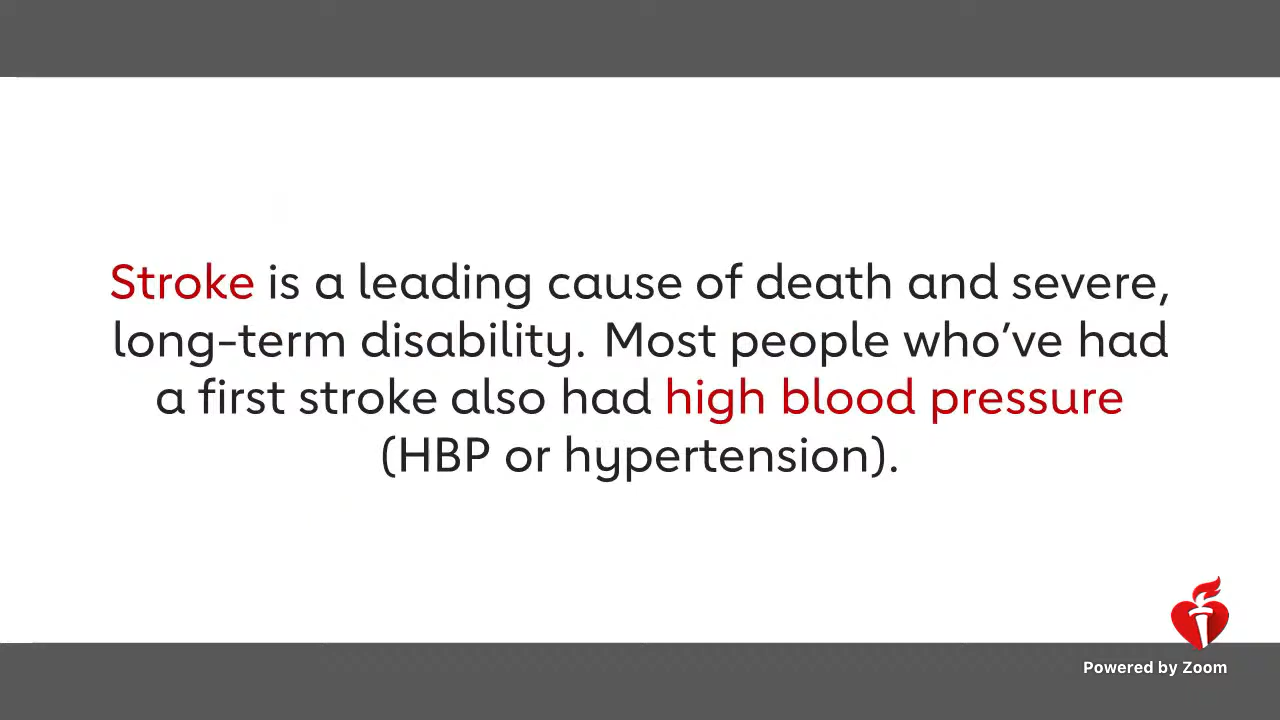 Stroke is a leading cause of death and severe,
long-term disability. Most people who’ve had
a first stroke also had high blood pressure
(HBP or hypertension).
Powered by Zoom